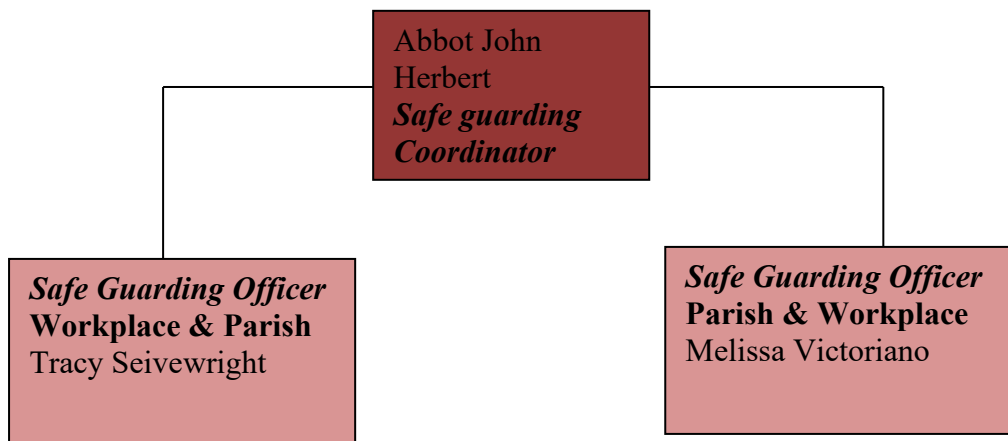 Abbot John
Herbert
Safe guarding
Coordinator
Safe Guarding Officer
Workplace & Parish
Tracy Seivewright
Safe Guarding Officer
Parish & Workplace
Melissa Victoriano